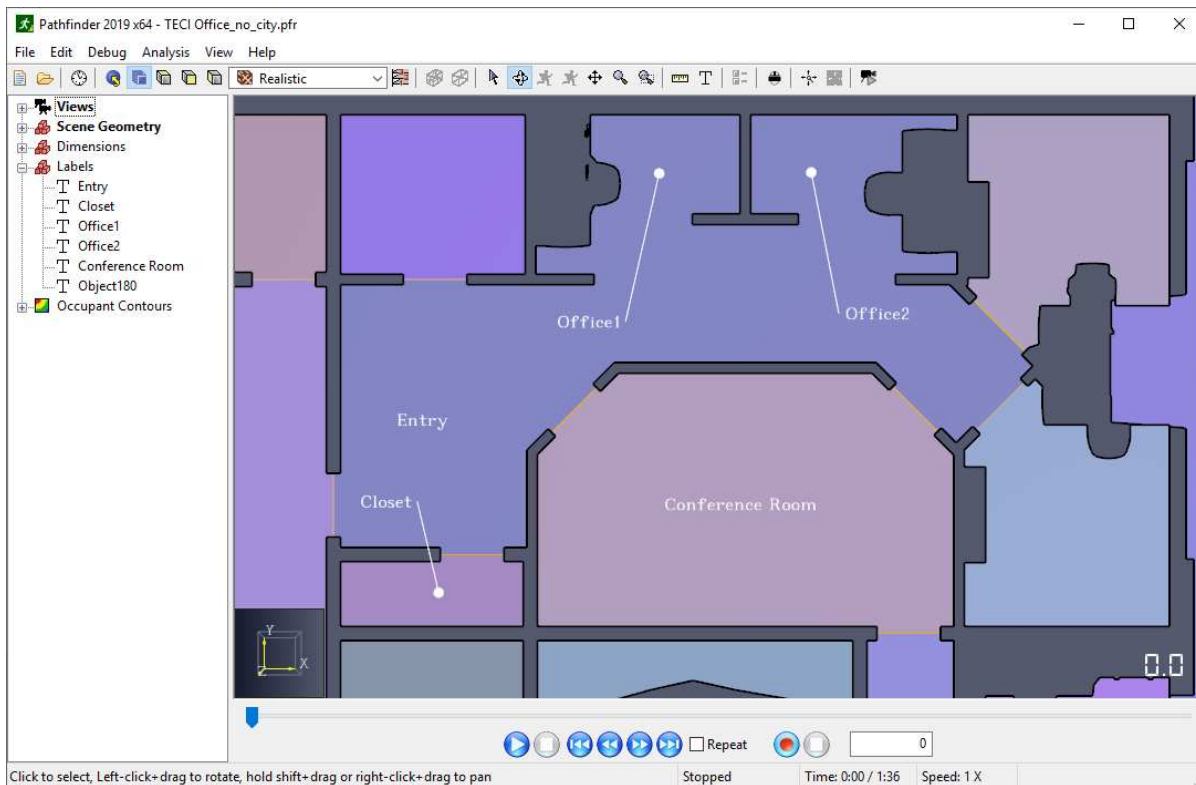 Pathfinder 2019 x64 - TECI Office_no_city.pfr
File Edit Debug Analysis View Help
Realistic
Views
Scene Geometry
Dimensions
Labels
Entry
Closet
Office1
Office2
Conference Room
Object180
Occupant Contours
Office1
Office2
Entry
Closet
Conference Room
Y
X
Z
0.0
Repeat
0
Click to select, Left-click+drag to rotate, hold shift+drag or right-click+drag to pan Stopped Time: 0:00 / 1:36 Speed: 1 X